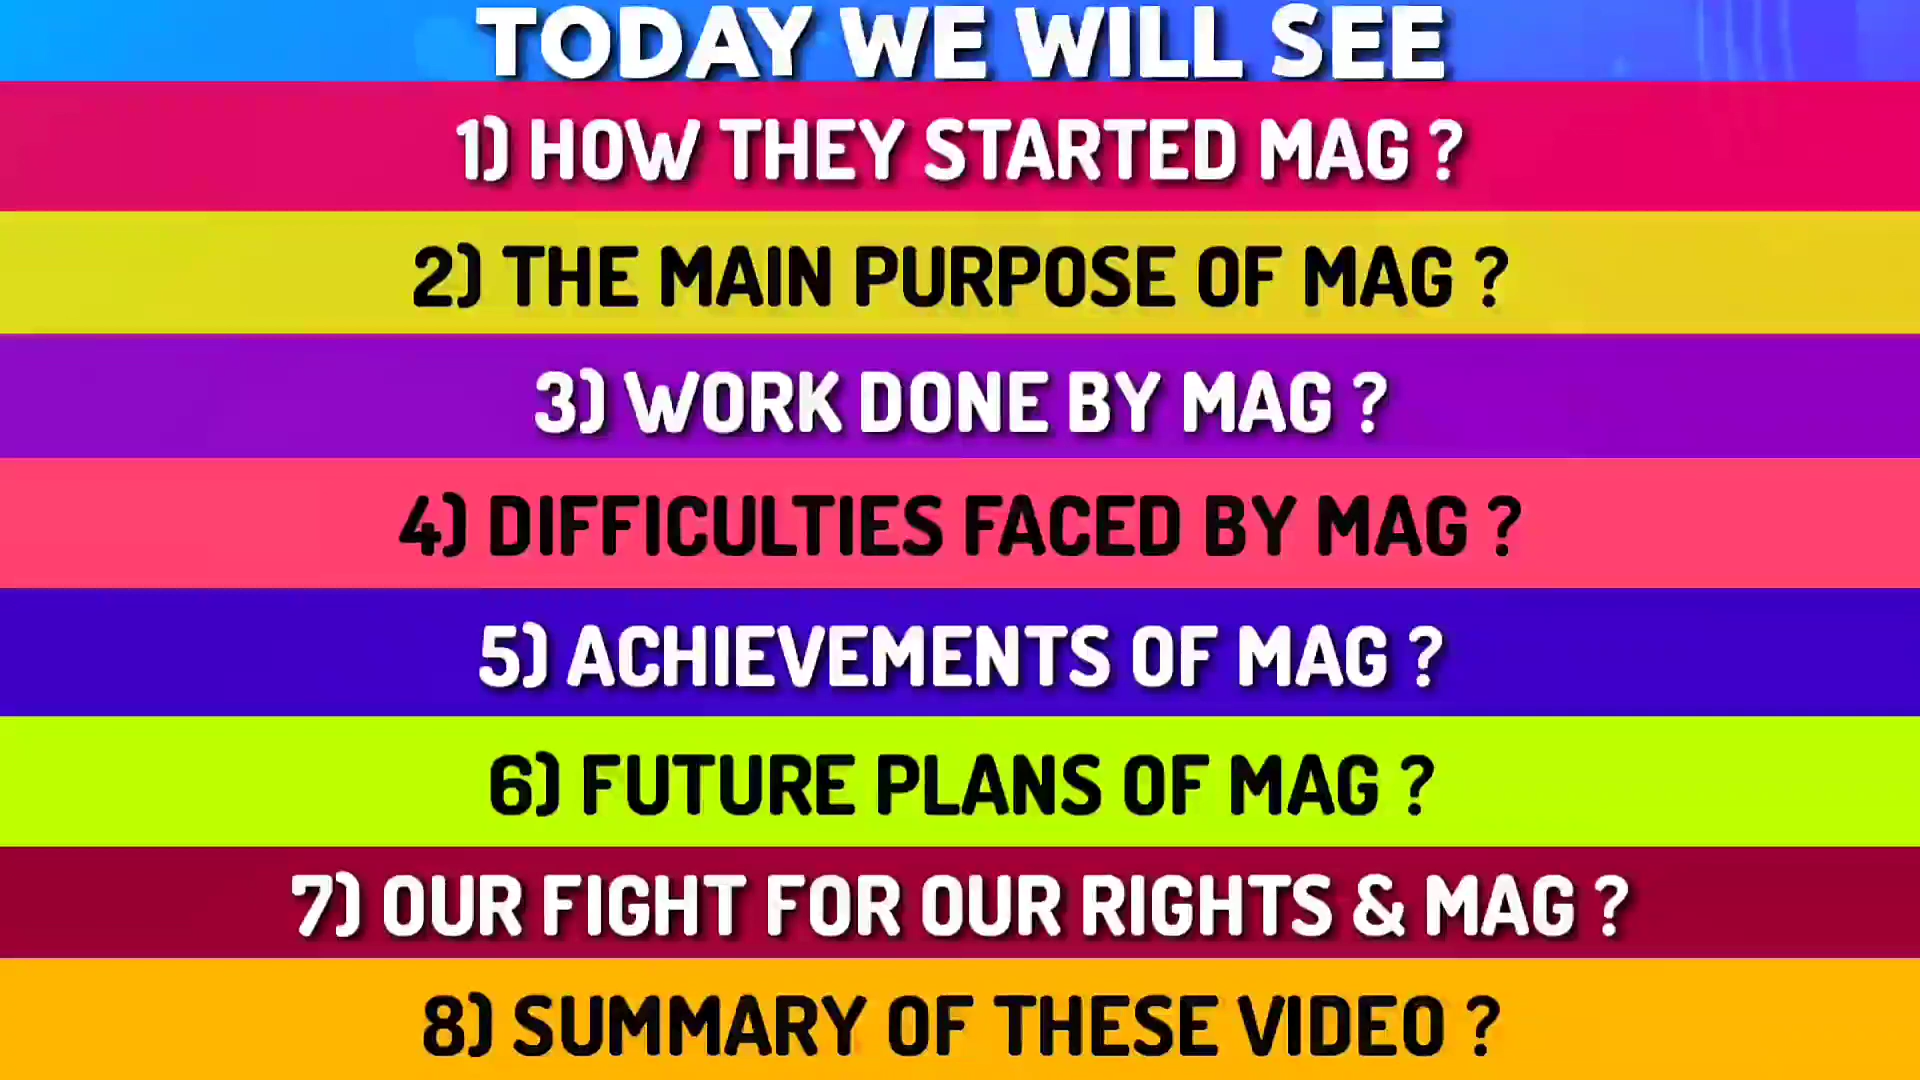 TODAY WE WILL SEE
1) HOW THEY STARTED MAG ?
2) THE MAIN PURPOSE OF MAG ?
3) WORK DONE BY MAG ?
4) DIFFICULTIES FACED BY MAG ?
5) ACHIEVEMENTS OF MAG ?
6) FUTURE PLANS OF MAG ?
7) OUR FIGHT FOR OUR RIGHTS & MAG ?
8) SUMMARY OF THESE VIDEO ?